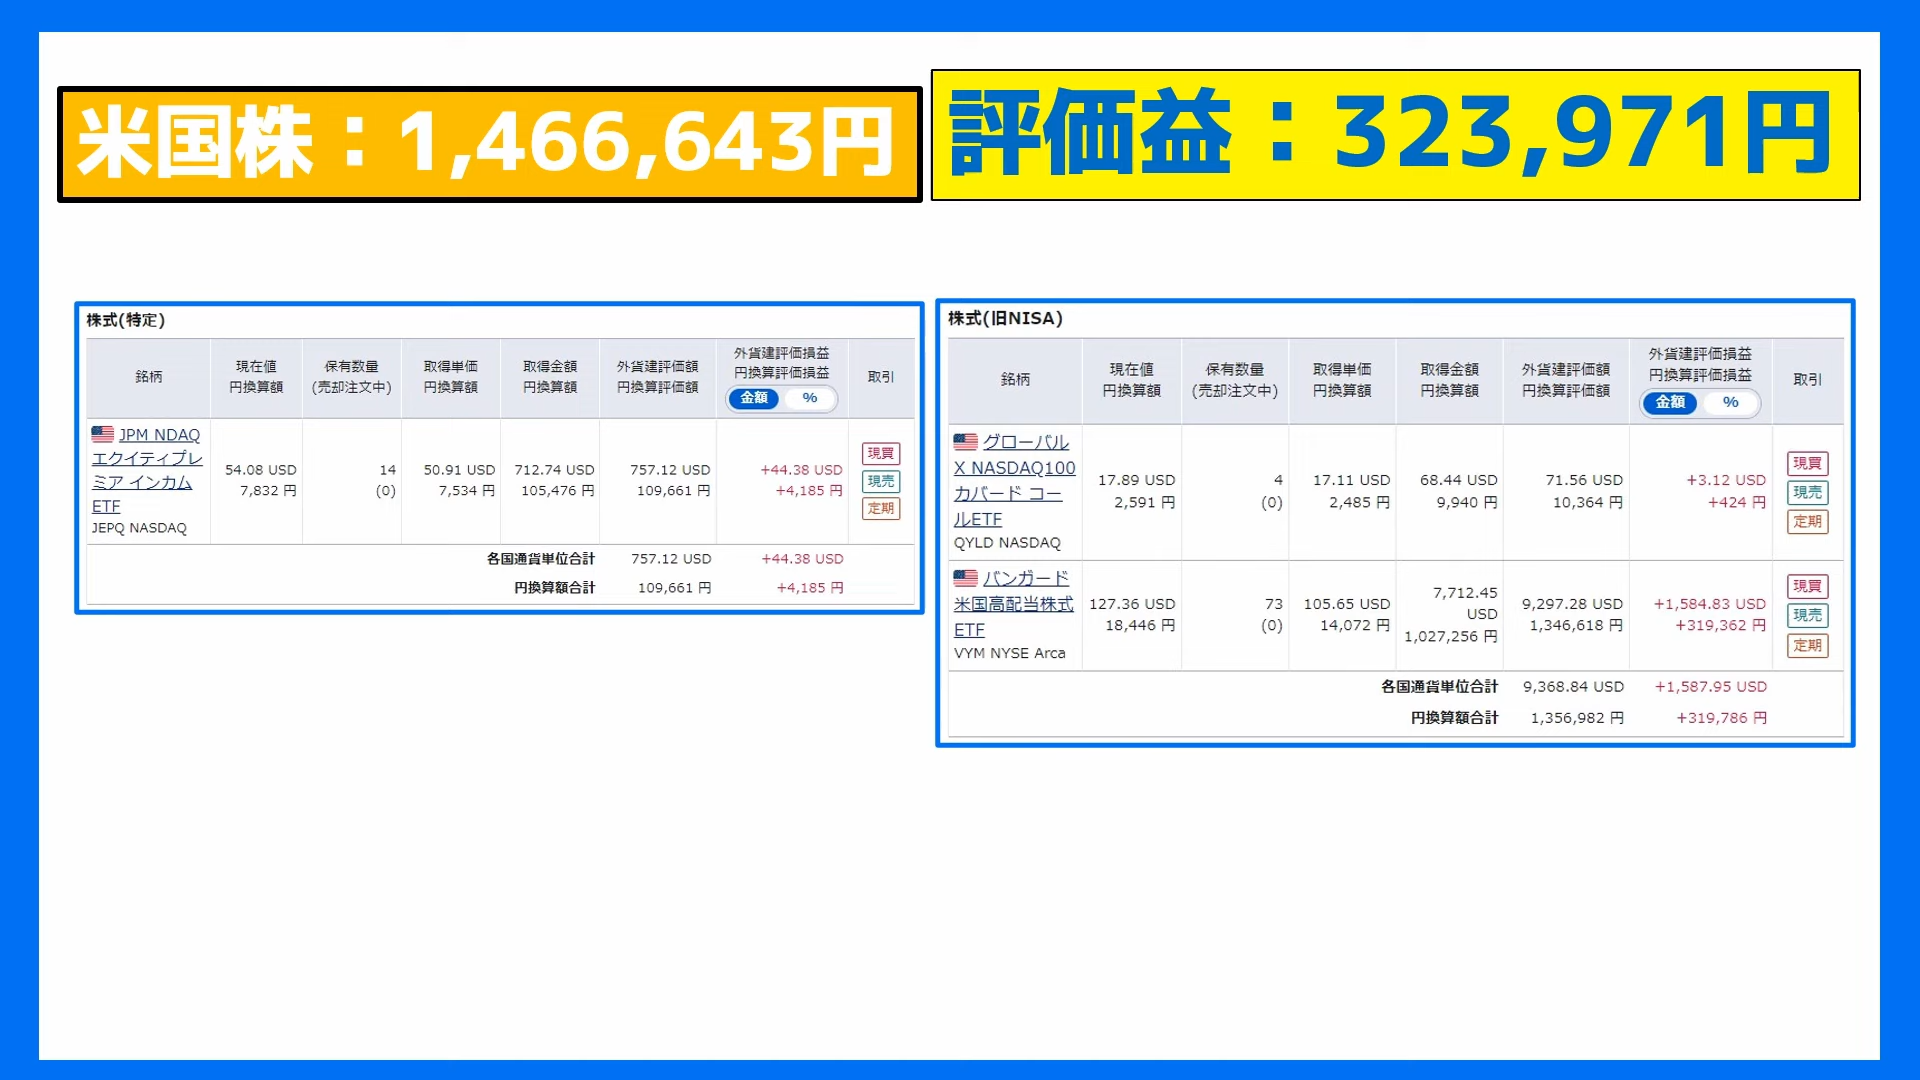 米国株：1,466,643円
評価益：323,971円
株式(特定)
銘柄
現在値
円換算額
保有数量
(売却注文中)
取得単価
円換算額
取得金額
円換算額
外貨建評価額
円換算評価額
外貨建評価損益
円換算評価損益
金額 %
取引
JPM NDAQ
エクイティプレ
ミア インカム
ETF
JEPQ NASDAQ
54.08 USD
7,832 円
14
(0)
50.91 USD
7,534 円
712.74 USD
105,476 円
757.12 USD
109,661 円
+44.38 USD
+4,185 円
現買
現売
定期
各国通貨単位合計 757.12 USD +44.38 USD
円換算額合計 109,661 円 +4,185 円
株式(旧NISA)
銘柄
現在値
円換算額
保有数量
(売却注文中)
取得単価
円換算額
取得金額
円換算額
外貨建評価額
円換算評価額
外貨建評価損益
円換算評価損益
金額 %
取引
グローバル
X NASDAQ100
カバード コー
ルETF
QYLD NASDAQ
17.89 USD
2,591 円
4
(0)
17.11 USD
2,485 円
68.44 USD
9,940 円
71.56 USD
10,364 円
+3.12 USD
+424 円
現買
現売
定期
バンガード
米国高配当株式
ETF
VYM NYSE Arca
127.36 USD
18,446 円
73
(0)
105.65 USD
14,072 円
7,712.45
USD
1,027,256 円
9,297.28 USD
1,346,618 円
+1,584.83 USD
+319,362 円
現買
現売
定期
各国通貨単位合計 9,368.84 USD +1,587.95 USD
円換算額合計 1,356,982 円 +319,786 円